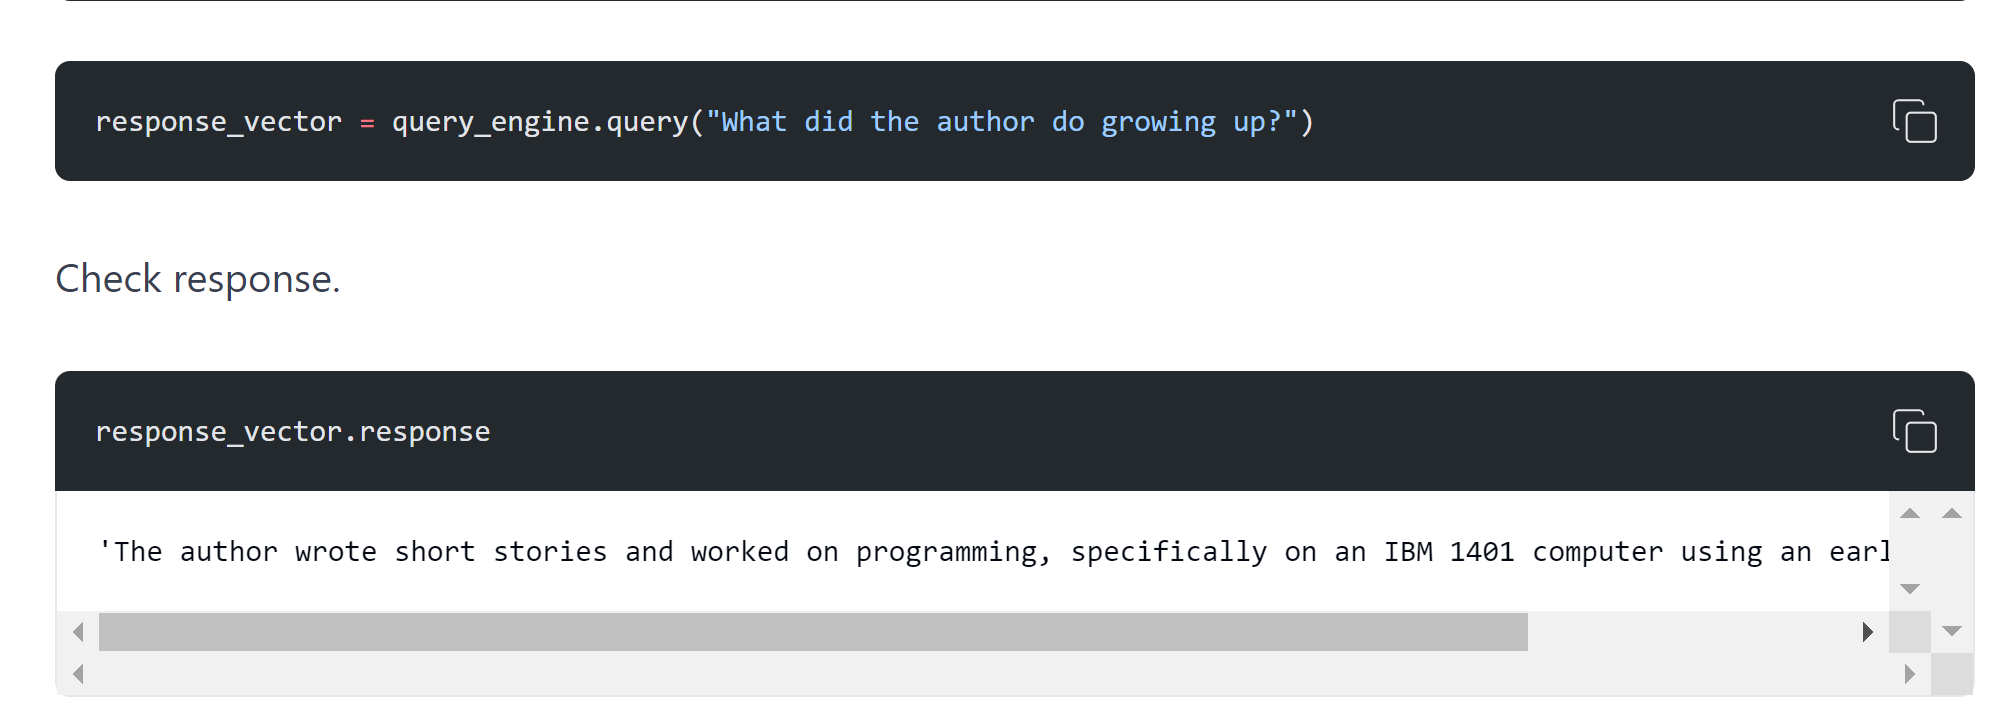 response_vector = query_engine.query("What did the author do growing up?")
Check response.
response_vector.response
'The author wrote short stories and worked on programming, specifically on an IBM 1401 computer using an earl